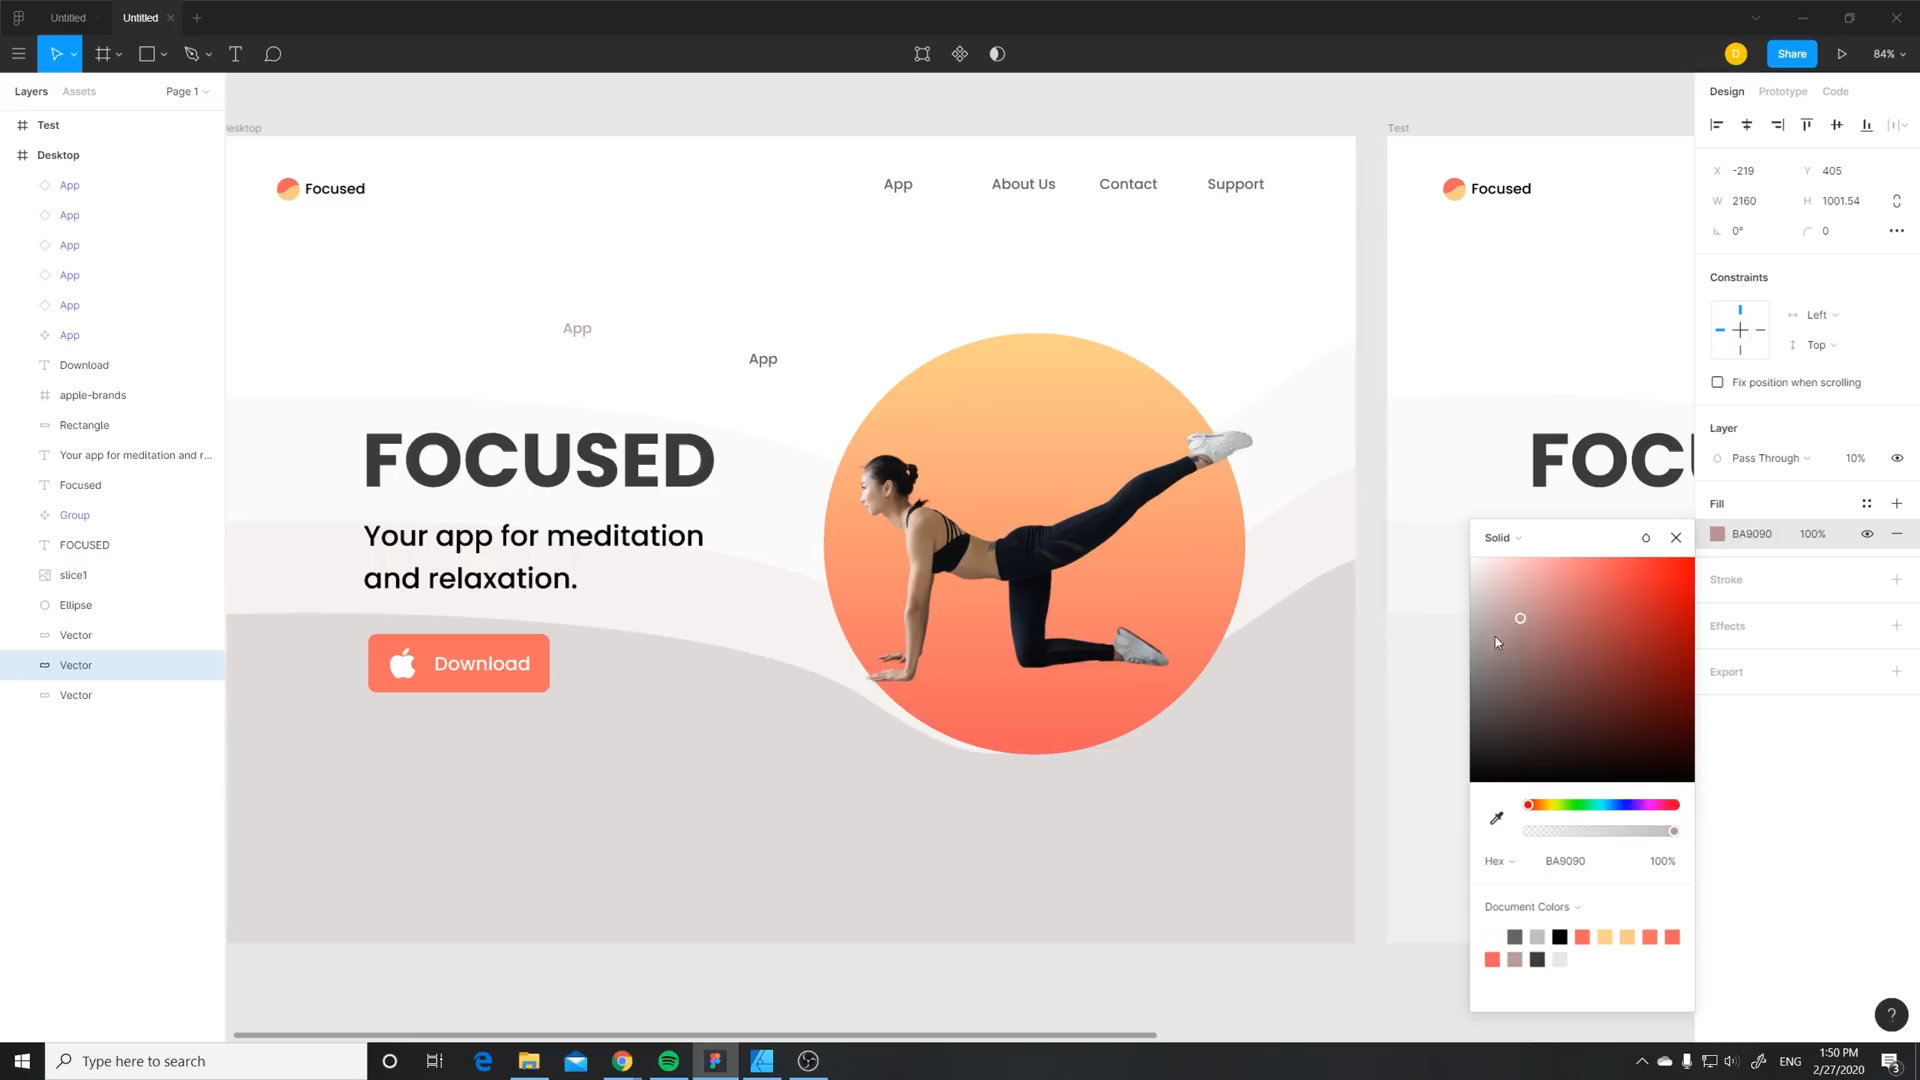 Untitled
Untitled
D
Share
84%
Layers
Assets
Page 1
Design
Prototype
Code
Test
Desktop
App
App
App
App
App
App
Download
apple-brands
Rectangle
Your app for meditation and r...
Focused
Group
FOCUSED
slice1
Ellipse
Vector
Vector
Vector
esktop
Focused
App
About Us
Contact
Support
App
App
FOCUSED
Your app for meditation
and relaxation.
Download
Test
Focused
X -219
Y 405
W 2160
H 1001.54
0°
0
Constraints
Left
Top
Fix position when scrolling
Layer
Pass Through
10%
Fill
BA9090 100%
Stroke
Effects
Export
Solid
Hex
BA9090
100%
Document Colors
?
Type here to search
ENG
1:50 PM
2/27/2020
3